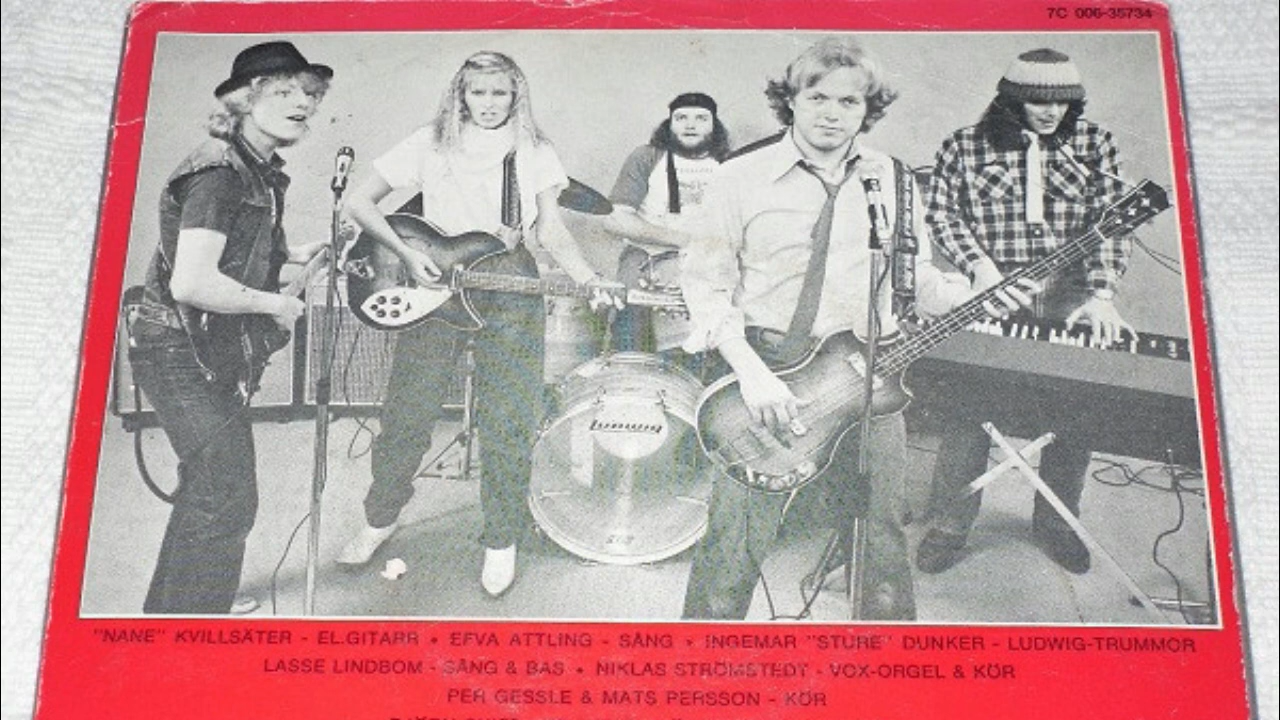 7C 006-35734
LUDWIG
"NANE" KVILLSÄTER - EL.GITARR • EFVA ATTLING - SÅNG • INGEMAR "STURE" DUNKER - LUDWIG-TRUMMOR
LASSE LINDBOM - SÅNG & BAS • NIKLAS STRÖMSTEDT - VOX-ORGEL & KÖR
PER GESSLE & MATS PERSSON - KÖR